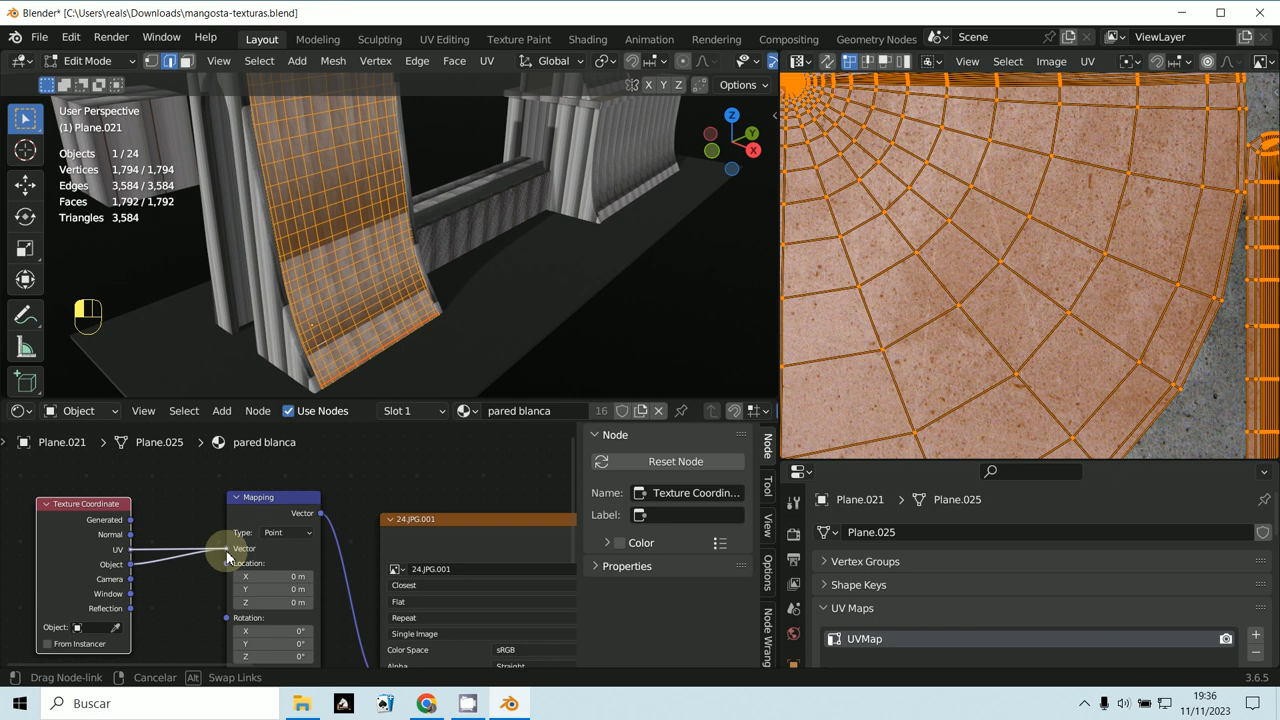 Blender* [C:\Users\reals\Downloads\mangosta-texturas.blend]
File Edit Render Window Help Layout Modeling Sculpting UV Editing Texture Paint Shading Animation Rendering Compositing Geometry Nodes Scene ViewLayer
Edit Mode View Select Add Mesh Vertex Edge Face UV Global View Select Image UV
X Y Z Options
User Perspective
(1) Plane.021
Objects 1 / 24
Vertices 1,794 / 1,794
Edges 3,584 / 3,584
Faces 1,792 / 1,792
Triangles 3,584
Z
Y
X
Object View Select Add Node Use Nodes Slot 1 pared blanca 16
Plane.021 Plane.025 pared blanca
Texture Coordinate
Generated
Normal
UV
Object
Camera
Window
Reflection
Object:
From Instancer
Mapping
Vector
Type: Point
Vector
Location:
X 0 m
Y 0 m
Z 0 m
Rotation:
X 0°
Y 0°
Z 0°
24.JPG.001
24.JPG.001
Closest
Flat
Repeat
Single Image
Color Space sRGB
Alpha Straight
Node
Reset Node
Name: Texture Coordin...
Label:
Color
Properties
Node
Tool
View
Options
Node Wrang
Plane.021 Plane.025
Plane.025
Vertex Groups
Shape Keys
UV Maps
UVMap
Drag Node-link Cancelar Alt Swap Links 3.6.5
Buscar
19:36
11/11/2023